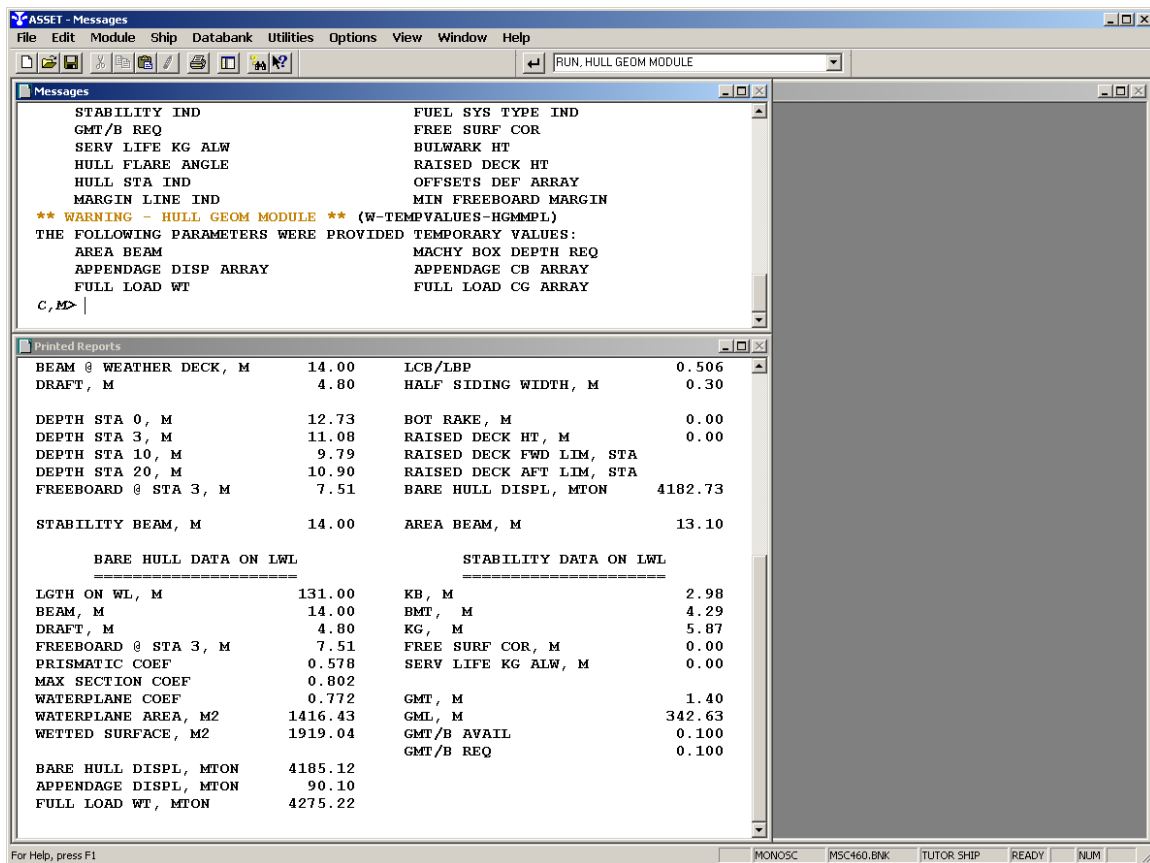 ASSET - Messages
File Edit Module Ship Databank Utilities Options View Window Help
RUN, HULL GEOM MODULE
Messages
STABILITY IND FUEL SYS TYPE IND
GMT/B REQ FREE SURF COR
SERV LIFE KG ALW BULWARK HT
HULL FLARE ANGLE RAISED DECK HT
HULL STA IND OFFSETS DEF ARRAY
MARGIN LINE IND MIN FREEBOARD MARGIN
** WARNING - HULL GEOM MODULE ** (W-TEMPVALUES-HGMMPL)
THE FOLLOWING PARAMETERS WERE PROVIDED TEMPORARY VALUES:
AREA BEAM MACHY BOX DEPTH REQ
APPENDAGE DISP ARRAY APPENDAGE CB ARRAY
FULL LOAD WT FULL LOAD CG ARRAY
C,M>
Printed Reports
BEAM @ WEATHER DECK, M 14.00 LCB/LBP 0.506
DRAFT, M 4.80 HALF SIDING WIDTH, M 0.30
DEPTH STA 0, M 12.73 BOT RAKE, M 0.00
DEPTH STA 3, M 11.08 RAISED DECK HT, M 0.00
DEPTH STA 10, M 9.79 RAISED DECK FWD LIM, STA
DEPTH STA 20, M 10.90 RAISED DECK AFT LIM, STA
FREEBOARD @ STA 3, M 7.51 BARE HULL DISPL, MTON 4182.73
STABILITY BEAM, M 14.00 AREA BEAM, M 13.10
BARE HULL DATA ON LWL STABILITY DATA ON LWL
===================== =====================
LGTH ON WL, M 131.00 KB, M 2.98
BEAM, M 14.00 BMT, M 4.29
DRAFT, M 4.80 KG, M 5.87
FREEBOARD @ STA 3, M 7.51 FREE SURF COR, M 0.00
PRISMATIC COEF 0.578 SERV LIFE KG ALW, M 0.00
MAX SECTION COEF 0.802
WATERPLANE COEF 0.772 GMT, M 1.40
WATERPLANE AREA, M2 1416.43 GML, M 342.63
WETTED SURFACE, M2 1919.04 GMT/B AVAIL 0.100
GMT/B REQ 0.100
BARE HULL DISPL, MTON 4185.12
APPENDAGE DISPL, MTON 90.10
FULL LOAD WT, MTON 4275.22
For Help, press F1 MONOSC MSC460.BNK TUTOR SHIP READY NUM